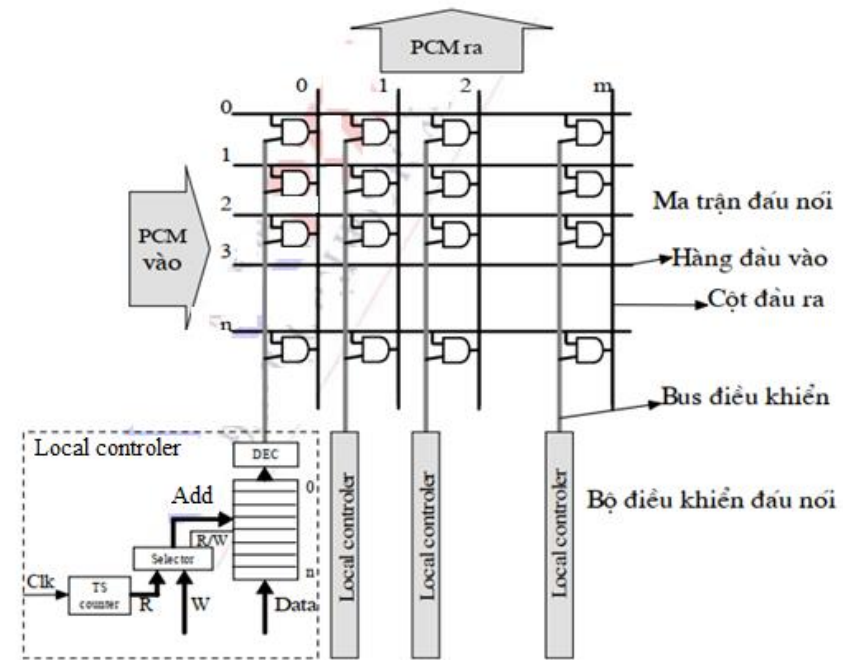 PCM ra
0 1 2 m
0
1
2
3
n
PCM
vào
Ma trận đấu nối
Hàng đầu vào
Cột đầu ra
Bus điều khiển
Bộ điều khiển đấu nối
Local controler
DEC
0
Add
R/W
Selector
n
Clk
TS
counter
R
W
Data
Local controler
Local controler
Local controler